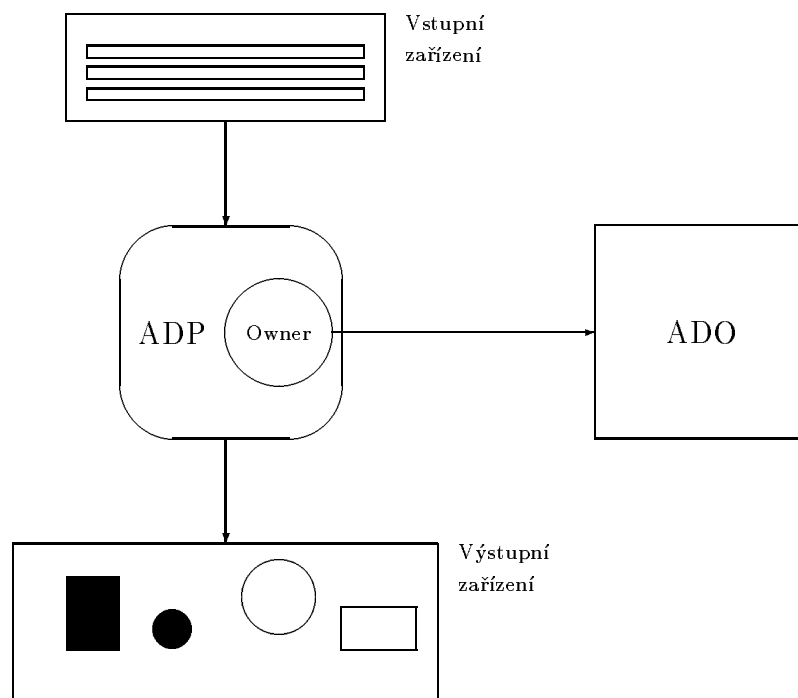 Vstupní
zařízení
ADP
Owner
ADO
Výstupní
zařízení